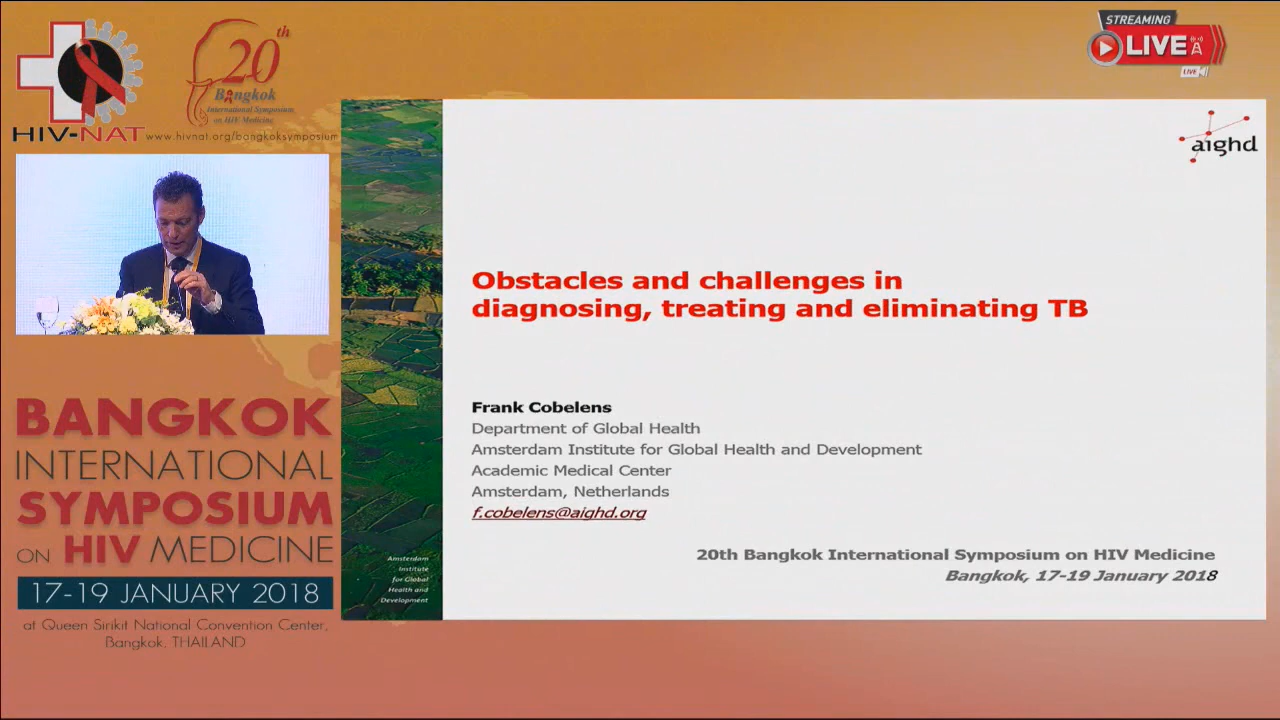 HIV-NAT
20th
Bangkok
International Symposium
on HIV Medicine
www.hivnat.org/bangkoksymposium
STREAMING
LIVE
LIVE
aighd
Obstacles and challenges in
diagnosing, treating and eliminating TB
Frank Cobelens
Department of Global Health
Amsterdam Institute for Global Health and Development
Academic Medical Center
Amsterdam, Netherlands
f.cobelens@aighd.org
20th Bangkok International Symposium on HIV Medicine
Bangkok, 17-19 January 2018
Amsterdam
Institute
for Global
Health and
Development
BANGKOK
INTERNATIONAL
SYMPOSIUM
ON HIV MEDICINE
17-19 JANUARY 2018
at Queen Sirikit National Convention Center,
Bangkok, THAILAND